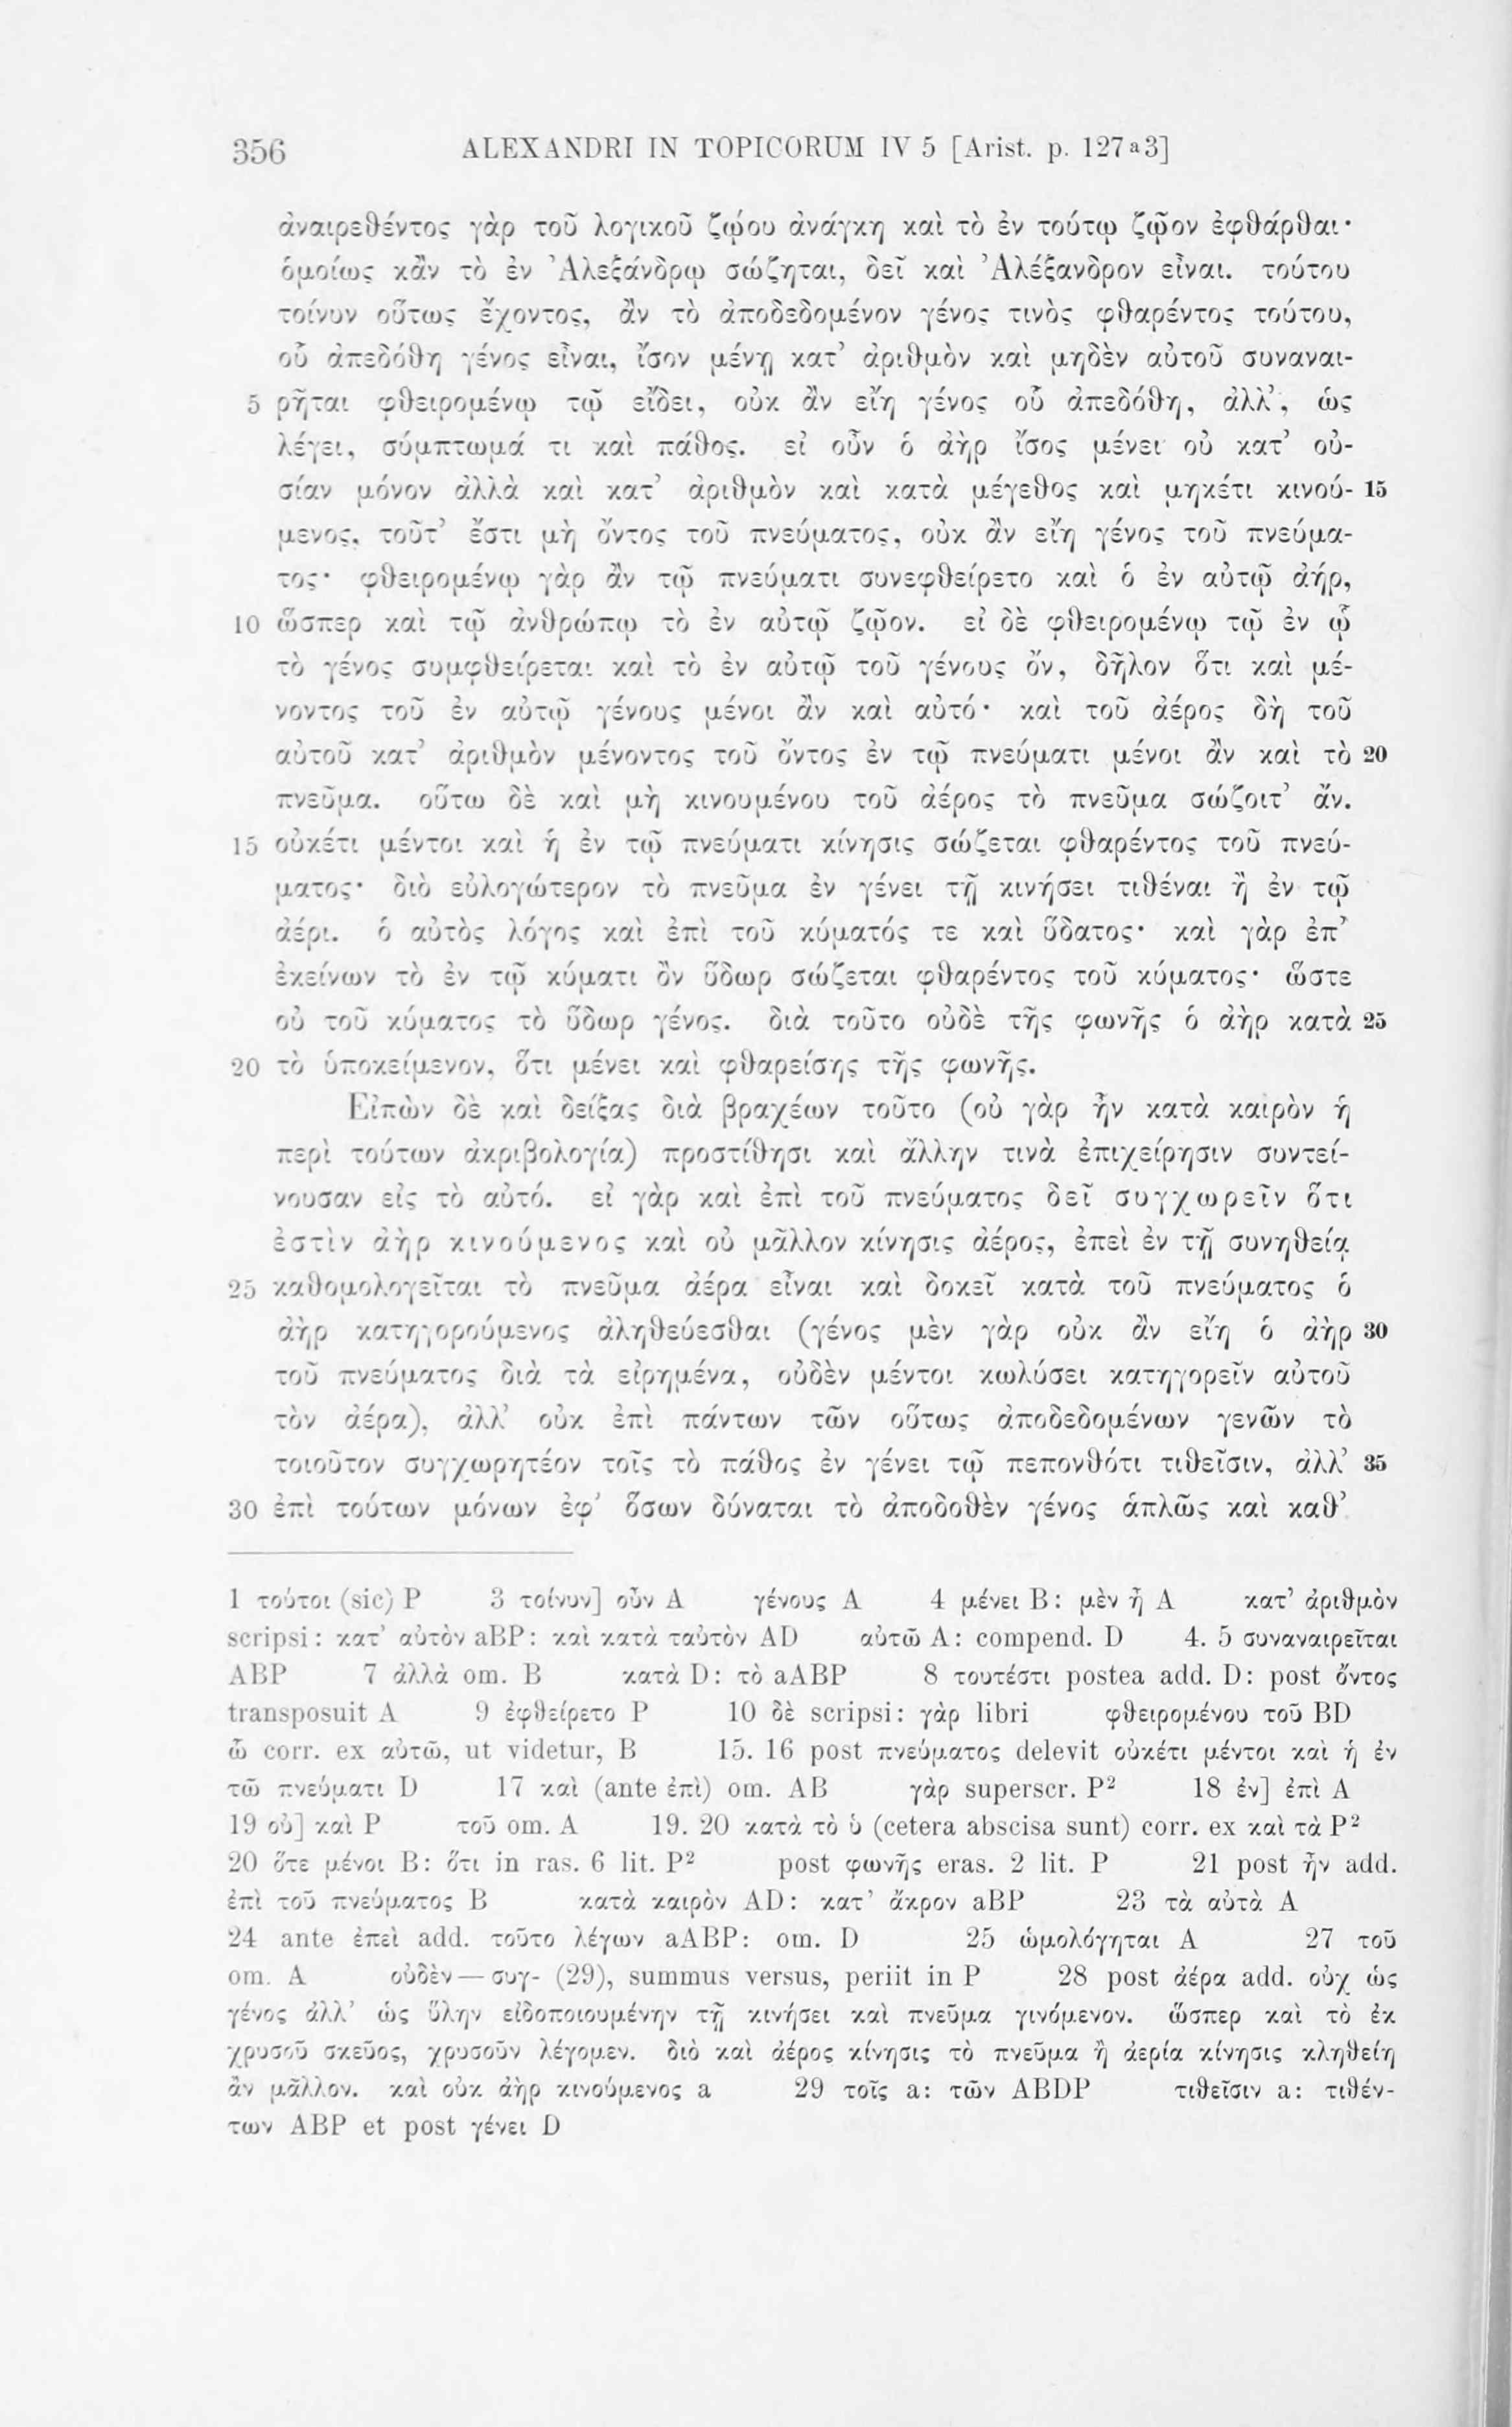 356 ALEXANDRI IN TOPICORUM IV 5 [Arist. p. 127ª3]
ἀναιρεθέντος γὰρ τοῦ λογικοῦ ζῴου ἀνάγκη καὶ τὸ ἐν τούτῳ ζῷον ἐφθάρθαι·
ὁμοίως κἂν τὸ ἐν Ἀλεξάνδρῳ σώζηται, δεῖ καὶ Ἀλέξανδρον εἶναι. τούτου
τοίνυν οὕτως ἔχοντος, ἂν τὸ ἀποδεδομένον γένος τινὸς φθαρέντος τούτου,
οὗ ἀπεδόθη γένος εἶναι, ἴσον μένῃ κατ’ ἀριθμὸν καὶ μηδὲν αὐτοῦ συναναι-
5 ρῆται φθειρομένῳ τῷ εἴδει, οὐκ ἂν εἴη γένος οὗ ἀπεδόθη, ἀλλ’, ὡς
λέγει, σύμπτωμά τι καὶ πάθος. εἰ οὖν ὁ ἀὴρ ἴσος μένει οὐ κατ’ οὐ-
σίαν μόνον ἀλλὰ καὶ κατ’ ἀριθμὸν καὶ κατὰ μέγεθος καὶ μηκέτι κινού- 15
μενος, τοῦτ’ ἔστι μὴ ὄντος τοῦ πνεύματος, οὐκ ἂν εἴη γένος τοῦ πνεύμα-
τος· φθειρομένῳ γὰρ ἂν τῷ πνεύματι συνεφθείρετο καὶ ὁ ἐν αὐτῷ ἀήρ,
10 ὥσπερ καὶ τῷ ἀνθρώπῳ τὸ ἐν αὐτῷ ζῷον. εἰ δὲ φθειρομένῳ τῷ ἐν ᾧ
τὸ γένος συμφθείρεται καὶ τὸ ἐν αὐτῷ τοῦ γένους ὄν, δῆλον ὅτι καὶ μέ-
νοντος τοῦ ἐν αὐτῷ γένους μένοι ἂν καὶ αὐτό· καὶ τοῦ ἀέρος δὴ τοῦ
αὐτοῦ κατ’ ἀριθμὸν μένοντος τοῦ ὄντος ἐν τῷ πνεύματι μένοι ἂν καὶ τὸ 20
πνεῦμα. οὕτω δὲ καὶ μὴ κινουμένου τοῦ ἀέρος τὸ πνεῦμα σώζοιτ’ ἄν.
15 οὐκέτι μέντοι καὶ ἡ ἐν τῷ πνεύματι κίνησις σώζεται φθαρέντος τοῦ πνεύ-
ματος· διὸ εὐλογώτερον τὸ πνεῦμα ἐν γένει τῇ κινήσει τιθέναι ἢ ἐν τῷ
ἀέρι. ὁ αὐτὸς λόγος καὶ ἐπὶ τοῦ κύματός τε καὶ ὕδατος· καὶ γὰρ ἐπ’
ἐκείνων τὸ ἐν τῷ κύματι ὂν ὕδωρ σώζεται φθαρέντος τοῦ κύματος· ὥστε
οὐ τοῦ κύματος τὸ ὕδωρ γένος. διὰ τοῦτο οὐδὲ τῆς φωνῆς ὁ ἀὴρ κατὰ 25
20 τὸ ὑποκείμενον, ὅτι μένει καὶ φθαρείσης τῆς φωνῆς.
Εἰπὼν δὲ καὶ δείξας διὰ βραχέων τοῦτο (οὐ γὰρ ἦν κατὰ καιρὸν ἡ
περὶ τούτων ἀκριβολογία) προστίθησι καὶ ἄλλην τινὰ ἐπιχείρησιν συντεί-
νουσαν εἰς τὸ αὐτό. εἰ γὰρ καὶ ἐπὶ τοῦ πνεύματος δεῖ συγχωρεῖν ὅτι
ἐστὶν ἀὴρ κινούμενος καὶ οὐ μᾶλλον κίνησις ἀέρος, ἐπεὶ ἐν τῇ συνηθείᾳ
25 καθομολογεῖται τὸ πνεῦμα ἀέρα εἶναι καὶ δοκεῖ κατὰ τοῦ πνεύματος ὁ
ἀὴρ κατηγορούμενος ἀληθεύεσθαι (γένος μὲν γὰρ οὐκ ἂν εἴη ὁ ἀὴρ 30
τοῦ πνεύματος διὰ τὰ εἰρημένα, οὐδὲν μέντοι κωλύσει κατηγορεῖν αὐτοῦ
τὸν ἀέρα), ἀλλ’ οὐκ ἐπὶ πάντων τῶν οὕτως ἀποδεδομένων γενῶν τὸ
τοιοῦτον συγχωρητέον τοῖς τὸ πάθος ἐν γένει τῷ πεπονθότι τιθεῖσιν, ἀλλ’ 35
30 ἐπὶ τούτων μόνων ἐφ’ ὅσων δύναται τὸ ἀποδοθὲν γένος ἁπλῶς καὶ καθ’
1 τούτοι (sic) P 3 τοίνυν] οὖν A γένους A 4 μένει B: μὲν ἢ A κατ’ ἀριθμὸν
scripsi: κατ’ αὐτὸν aBP: καὶ κατὰ ταὐτὸν AD αὐτῶ A: compend. D 4. 5 συναναιρεῖται
ABP 7 ἀλλὰ om. B κατὰ D: τὸ aABP 8 τουτέστι postea add. D: post ὄντος
transposuit A 9 ἐφθείρετο P 10 δὲ scripsi: γὰρ libri φθειρομένου τοῦ BD
ὧ corr. ex αὐτῶ, ut videtur, B 15. 16 post πνεύματος delevit οὐκέτι μέντοι καὶ ἡ ἐν
τῶ πνεύματι D 17 καὶ (ante ἐπὶ) om. AB γὰρ superscr. P² 18 ἐν] ἐπὶ A
19 οὐ] καὶ P τοῦ om. A 19. 20 κατὰ τὸ ὑ (cetera abscisa sunt) corr. ex καὶ τὰ P²
20 ὅτε μένοι B: ὅτι in ras. 6 lit. P² post φωνῆς eras. 2 lit. P 21 post ἦν add.
ἐπὶ τοῦ πνεύματος B κατὰ καιρὸν AD: κατ’ ἄκρον aBP 23 τὰ αὐτὰ A
24 ante ἐπεὶ add. τοῦτο λέγων aABP: om. D 25 ὡμολόγηται A 27 τοῦ
om. A οὐδὲν — συγ- (29), summus versus, periit in P 28 post ἀέρα add. οὐχ ὡς
γένος ἀλλ’ ὡς ὕλην εἰδοποιουμένην τῇ κινήσει καὶ πνεῦμα γινόμενον. ὥσπερ καὶ τὸ ἐκ
χρυσοῦ σκεῦος, χρυσοῦν λέγομεν. διὸ καὶ ἀέρος κίνησις τὸ πνεῦμα ἢ ἀερία κίνησις κληθείη
ἂν μᾶλλον. καὶ οὐκ ἀὴρ κινούμενος a 29 τοῖς a: τῶν ABDP τιθεῖσιν a: τιθέν-
των ABP et post γένει D